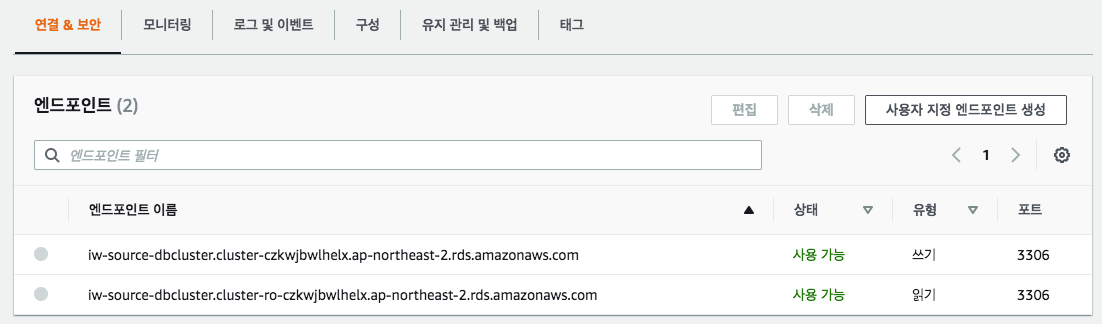 연결 & 보안 모니터링 로그 및 이벤트 구성 유지 관리 및 백업 태그
엔드포인트 (2) 편집 삭제 사용자 지정 엔드포인트 생성
엔드포인트 필터 1
엔드포인트 이름 상태 유형 포트
iw-source-dbcluster.cluster-czkwjbwlhelx.ap-northeast-2.rds.amazonaws.com 사용 가능 쓰기 3306
iw-source-dbcluster.cluster-ro-czkwjbwlhelx.ap-northeast-2.rds.amazonaws.com 사용 가능 읽기 3306